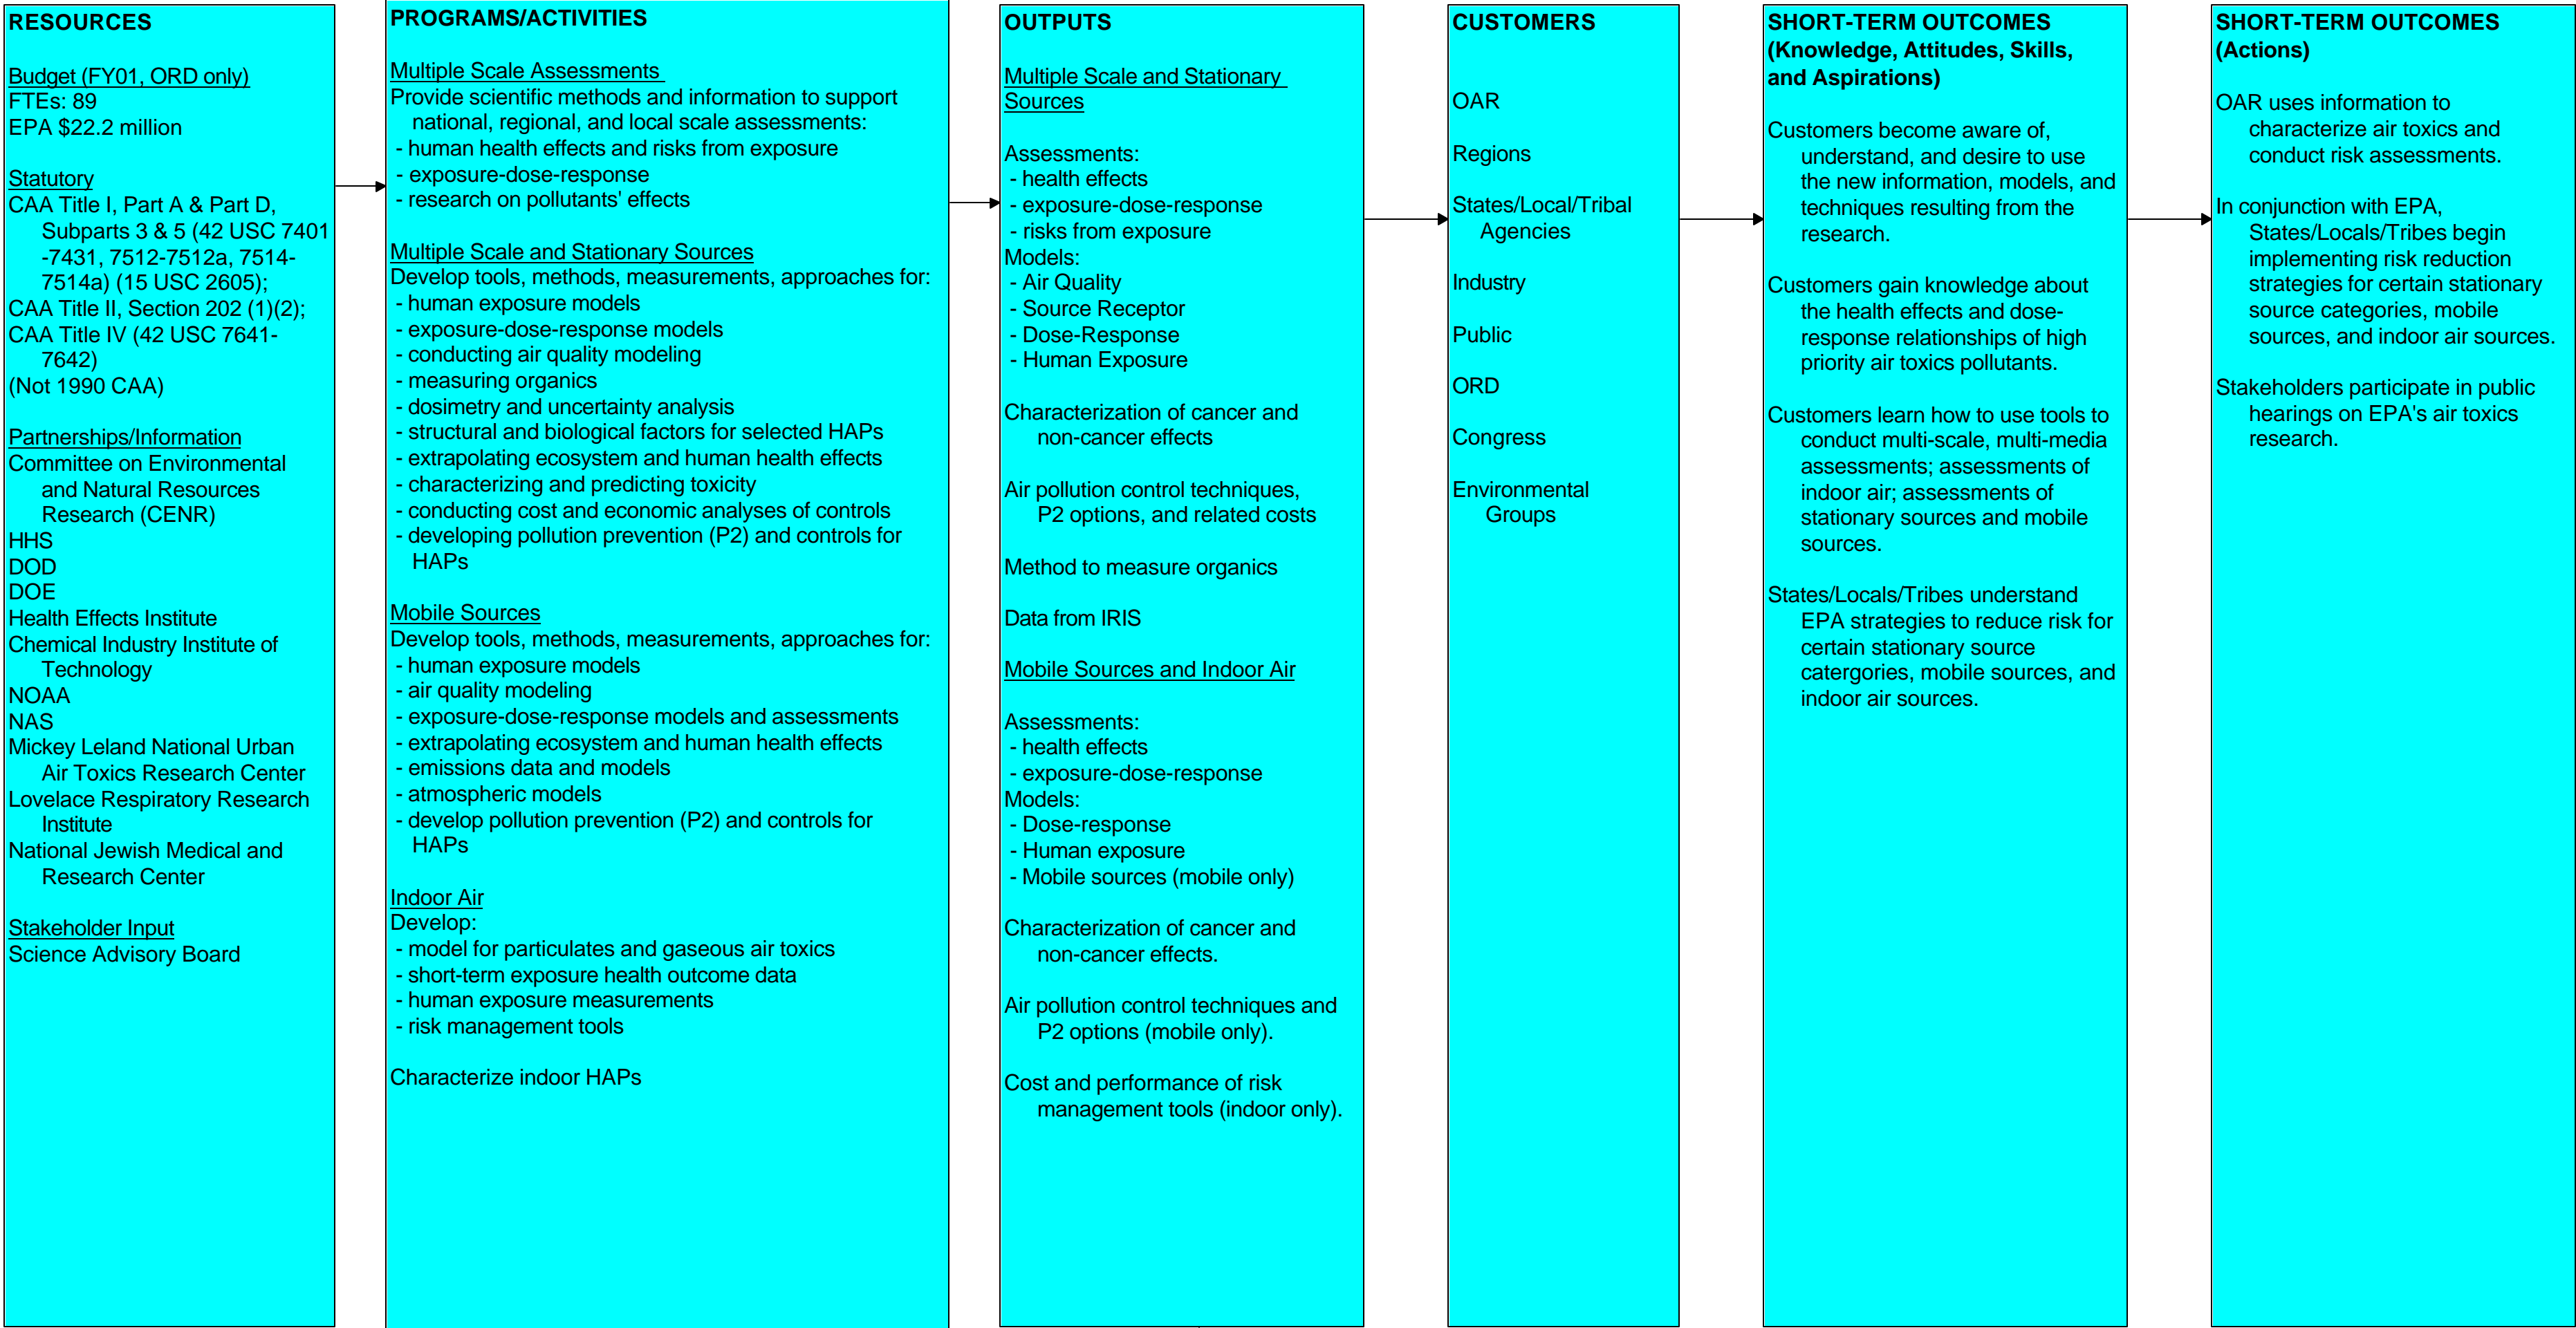 RESOURCES
Budget (FY01, ORD only)
FTEs: 89
EPA $22.2 million
Statutory
CAA Title I, Part A & Part D,
Subparts 3 & 5 (42 USC 7401
-7431, 7512-7512a, 7514-
7514a) (15 USC 2605);
CAA Title II, Section 202 (1)(2);
CAA Title IV (42 USC 7641-
7642)
(Not 1990 CAA)
Partnerships/Information
Committee on Environmental
and Natural Resources
Research (CENR)
HHS
DOD
DOE
Health Effects Institute
Chemical Industry Institute of
Technology
NOAA
NAS
Mickey Leland National Urban
Air Toxics Research Center
Lovelace Respiratory Research
Institute
National Jewish Medical and
Research Center
Stakeholder Input
Science Advisory Board
PROGRAMS/ACTIVITIES
Multiple Scale Assessments
Provide scientific methods and information to support
national, regional, and local scale assessments:
- human health effects and risks from exposure
- exposure-dose-response
- research on pollutants' effects
Multiple Scale and Stationary Sources
Develop tools, methods, measurements, approaches for:
- human exposure models
- exposure-dose-response models
- conducting air quality modeling
- measuring organics
- dosimetry and uncertainty analysis
- structural and biological factors for selected HAPs
- extrapolating ecosystem and human health effects
- characterizing and predicting toxicity
- conducting cost and economic analyses of controls
- developing pollution prevention (P2) and controls for
HAPs
Mobile Sources
Develop tools, methods, measurements, approaches for:
- human exposure models
- air quality modeling
- exposure-dose-response models and assessments
- extrapolating ecosystem and human health effects
- emissions data and models
- atmospheric models
- develop pollution prevention (P2) and controls for
HAPs
Indoor Air
Develop:
- model for particulates and gaseous air toxics
- short-term exposure health outcome data
- human exposure measurements
- risk management tools
Characterize indoor HAPs
OUTPUTS
Multiple Scale and Stationary
Sources
Assessments:
- health effects
- exposure-dose-response
- risks from exposure
Models:
- Air Quality
- Source Receptor
- Dose-Response
- Human Exposure
Characterization of cancer and
non-cancer effects
Air pollution control techniques,
P2 options, and related costs
Method to measure organics
Data from IRIS
Mobile Sources and Indoor Air
Assessments:
- health effects
- exposure-dose-response
Models:
- Dose-response
- Human exposure
- Mobile sources (mobile only)
Characterization of cancer and
non-cancer effects.
Air pollution control techniques and
P2 options (mobile only).
Cost and performance of risk
management tools (indoor only).
CUSTOMERS
OAR
Regions
States/Local/Tribal
Agencies
Industry
Public
ORD
Congress
Environmental
Groups
SHORT-TERM OUTCOMES
(Knowledge, Attitudes, Skills,
and Aspirations)
Customers become aware of,
understand, and desire to use
the new information, models, and
techniques resulting from the
research.
Customers gain knowledge about
the health effects and dose-
response relationships of high
priority air toxics pollutants.
Customers learn how to use tools to
conduct multi-scale, multi-media
assessments; assessments of
indoor air; assessments of
stationary sources and mobile
sources.
States/Locals/Tribes understand
EPA strategies to reduce risk for
certain stationary source
catergories, mobile sources, and
indoor air sources.
SHORT-TERM OUTCOMES
(Actions)
OAR uses information to
characterize air toxics and
conduct risk assessments.
In conjunction with EPA,
States/Locals/Tribes begin
implementing risk reduction
strategies for certain stationary
source categories, mobile
sources, and indoor air sources.
Stakeholders participate in public
hearings on EPA's air toxics
research.